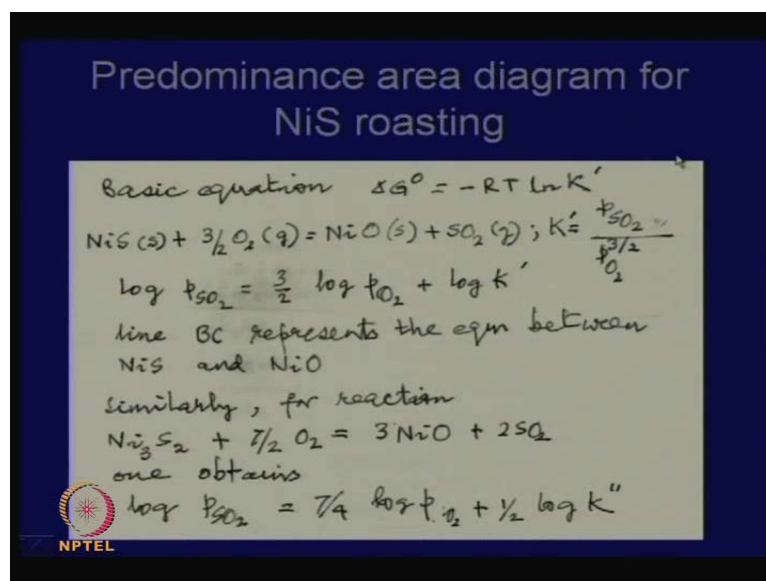 Predominance area diagram for
NiS roasting
Basic equation ΔG° = -RT ln K'
NiS(s) + 3/2 O₂(g) = NiO(s) + SO₂(g) ; K' = pSO₂ / pO₂^3/2
log pSO₂ = 3/2 log pO₂ + log K'
line BC represents the eqm between
NiS and NiO
Similarly, for reaction
Ni₃S₂ + 7/2 O₂ = 3 NiO + 2SO₂
one obtains
log pSO₂ = 7/4 log pO₂ + 1/2 log K"
NPTEL